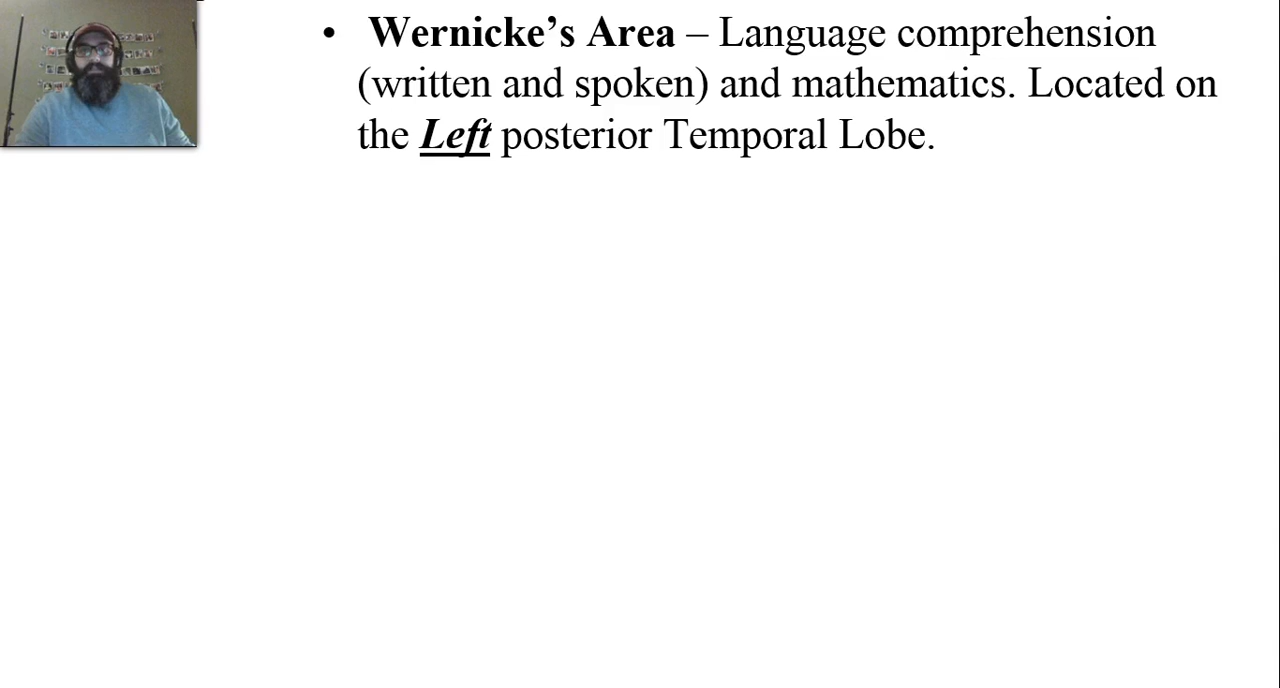 • Wernicke’s Area – Language comprehension
(written and spoken) and mathematics. Located on
the Left posterior Temporal Lobe.